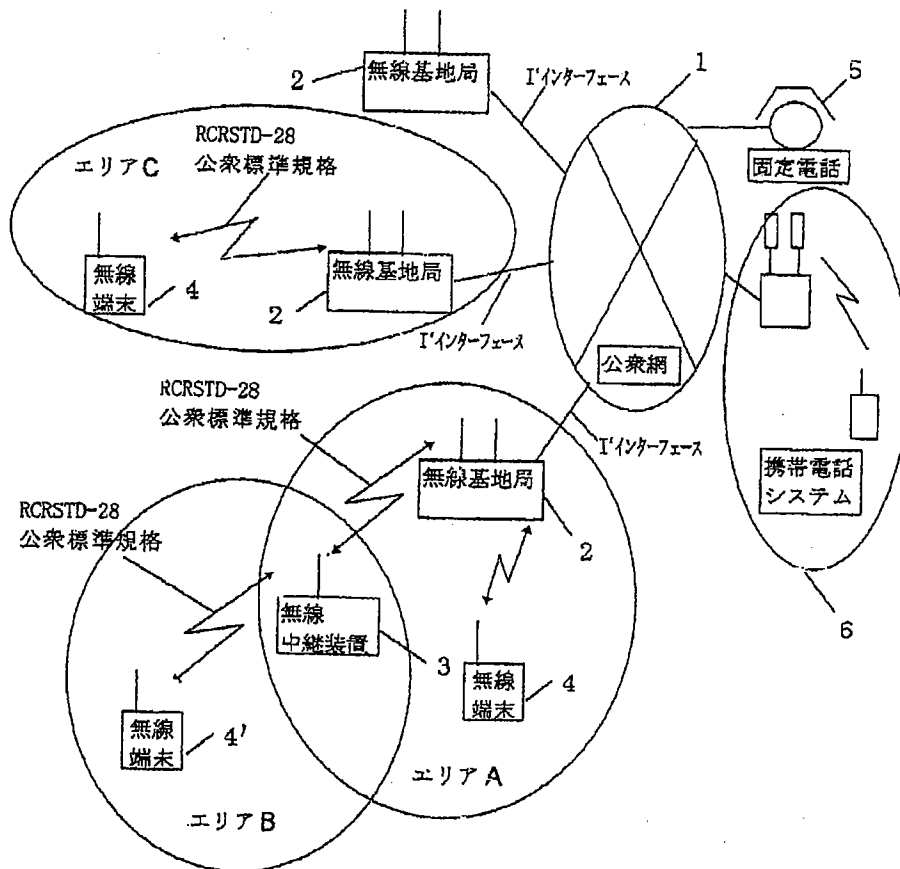 2
無線基地局
I'インターフェース
1
5
固定電話
RCRSTD-28
公衆標準規格
エリアC
無線
端末
4
無線基地局
2
I'インターフェース
公衆網
携帯電話
システム
6
RCRSTD-28
公衆標準規格
I'インターフェース
無線基地局
2
RCRSTD-28
公衆標準規格
無線
中継装置
3
無線
端末
4
エリアA
無線
端末
4'
エリアB